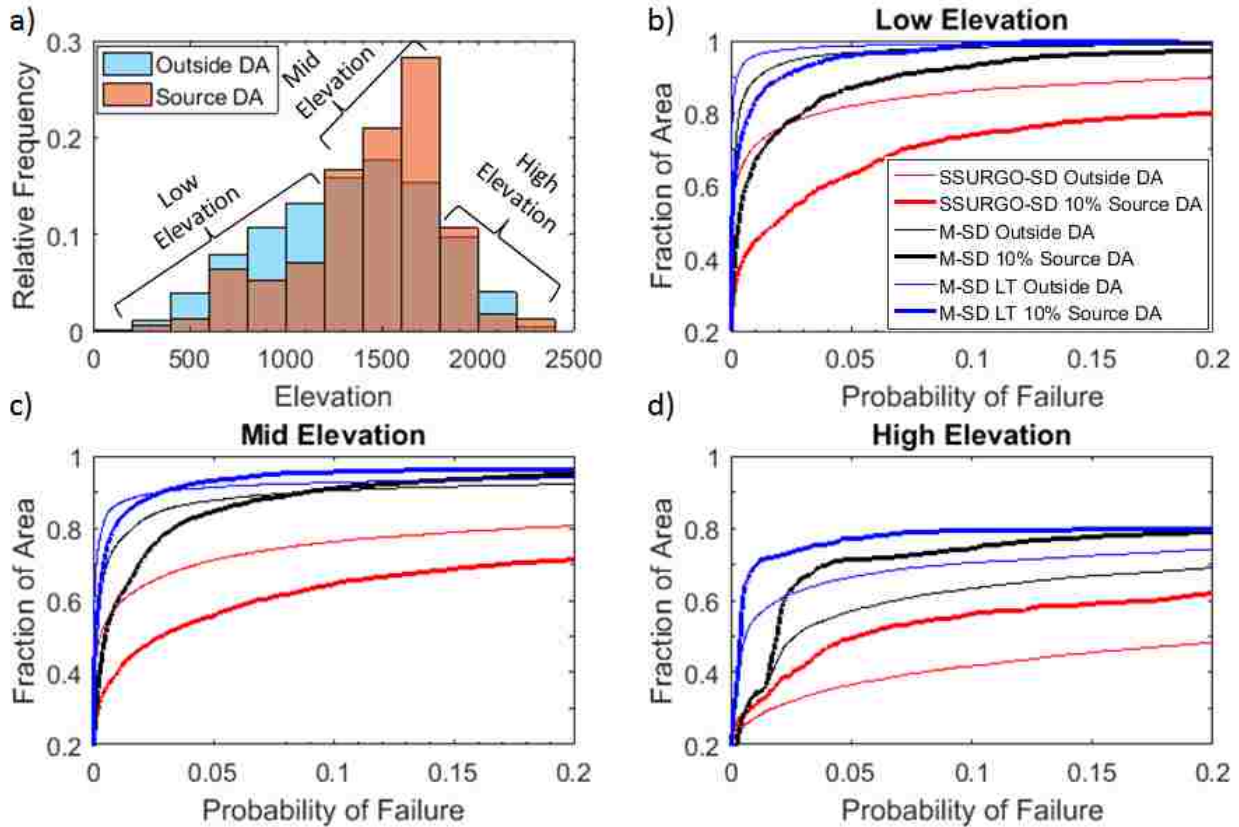 a)
0.3
0.2
0.1
0
Relative Frequency
Outside DA
Source DA
Low
Elevation
Mid
Elevation
High
Elevation
0 500 1000 1500 2000 2500
Elevation
b)
Low Elevation
1
0.8
0.6
0.4
0.2
Fraction of Area
SSURGO-SD Outside DA
SSURGO-SD 10% Source DA
M-SD Outside DA
M-SD 10% Source DA
M-SD LT Outside DA
M-SD LT 10% Source DA
0 0.05 0.1 0.15 0.2
Probability of Failure
c)
Mid Elevation
1
0.8
0.6
0.4
0.2
Fraction of Area
0 0.05 0.1 0.15 0.2
Probability of Failure
d)
High Elevation
1
0.8
0.6
0.4
0.2
Fraction of Area
0 0.05 0.1 0.15 0.2
Probability of Failure